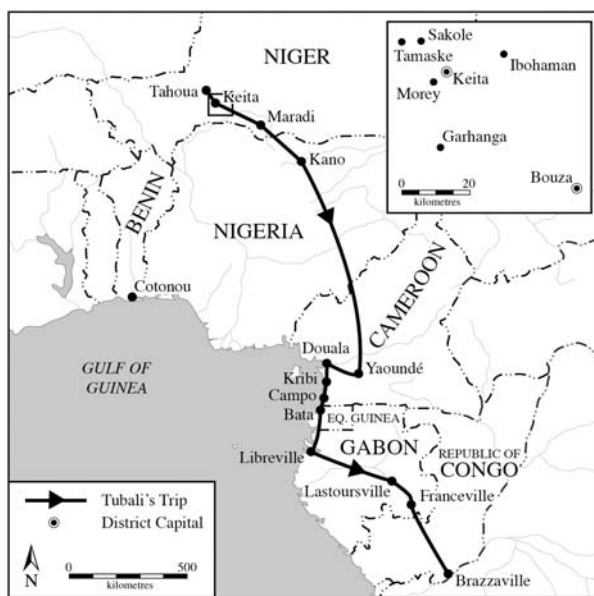 NIGER
Tahoua
Keita
Maradi
Kano
BENIN
NIGERIA
Cotonou
CAMEROON
Douala
Yaoundé
GULF OF
GUINEA
Kribi
Campo
Bata
EQ. GUINEA
Libreville
GABON
REPUBLIC OF
CONGO
Lastoursville
Franceville
Brazzaville
Sakole
Tamaske
Ibohaman
Keita
Morey
Garhanga
Bouza
0 20
kilometres
Tubali's Trip
District Capital
N
0 500
kilometres